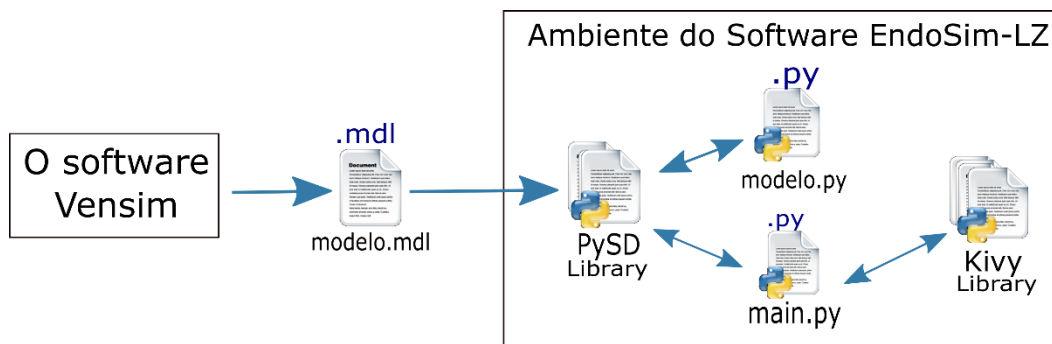 Ambiente do Software EndoSim-LZ
O software
Vensim
.mdl
Document
modelo.mdl
PySD
Library
.py
modelo.py
.py
main.py
Kivy
Library